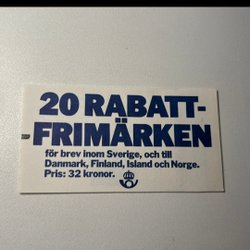 20 RABATT-
FRIMÄRKEN
för brev inom Sverige, och till
Danmark, Finland, Island och Norge.
Pris: 32 kronor.